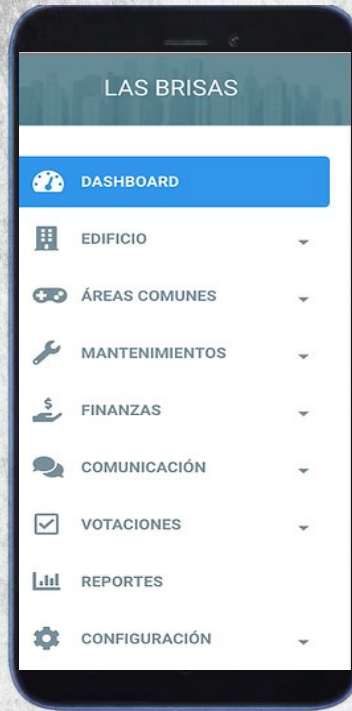 LAS BRISAS
DASHBOARD
EDIFICIO
ÁREAS COMUNES
MANTENIMIENTOS
FINANZAS
COMUNICACIÓN
VOTACIONES
REPORTES
CONFIGURACIÓN